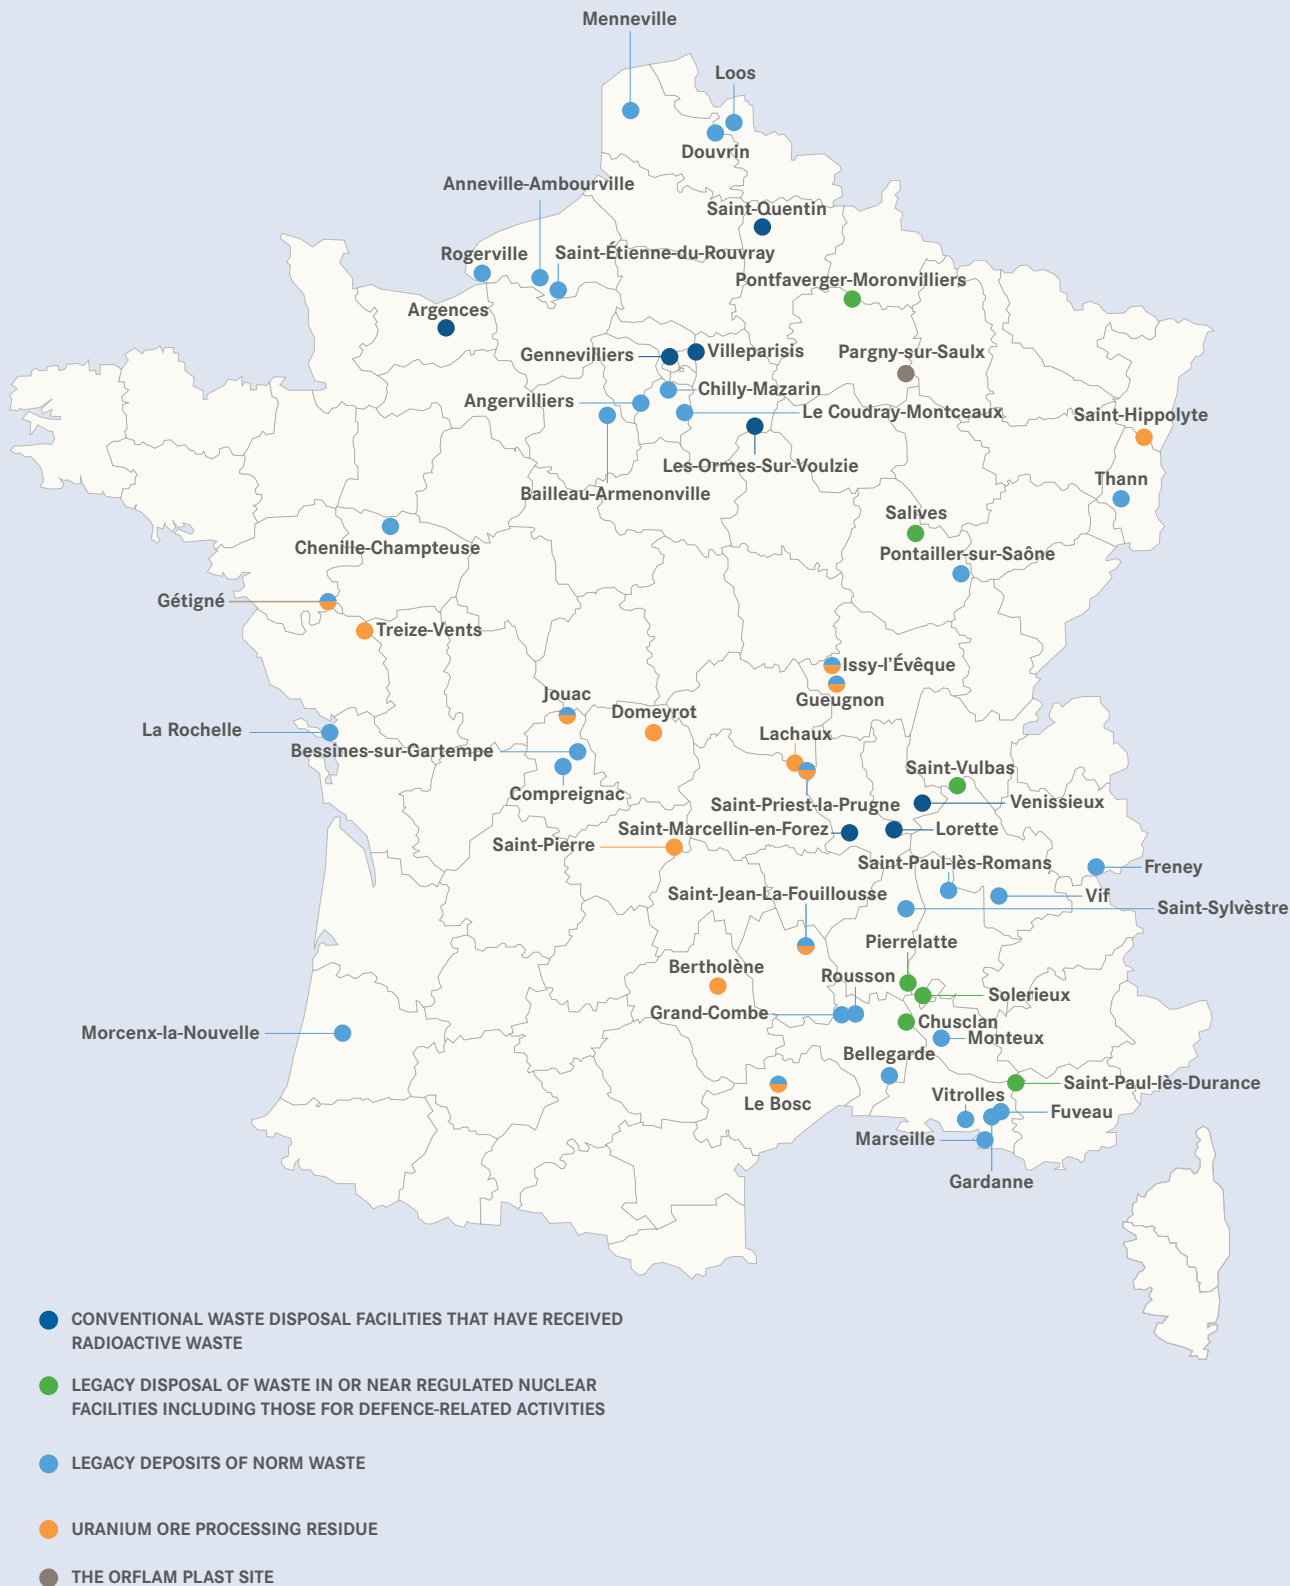 Menneville
Loos
Douvrin
Anneville-Ambourville
Saint-Quentin
Rogerville
Saint-Étienne-du-Rouvray
Pontfaverger-Moronvilliers
Argences
Gennevilliers
Villeparisis
Pargny-sur-Saulx
Chilly-Mazarin
Angervilliers
Le Coudray-Montceaux
Saint-Hippolyte
Les-Ormes-Sur-Voulzie
Thann
Bailleau-Armenonville
Salives
Chenille-Champteuse
Pontailler-sur-Saône
Gétigné
Treize-Vents
Issy-l'Évêque
Jouac
Gueugnon
Domeyrot
La Rochelle
Lachaux
Bessines-sur-Gartempe
Saint-Vulbas
Compreignac
Saint-Priest-la-Prugne
Venissieux
Saint-Marcellin-en-Forez
Lorette
Saint-Pierre
Saint-Paul-lès-Romans
Freney
Saint-Jean-La-Fouillousse
Vif
Saint-Sylvèstre
Pierrelatte
Bertholène
Rousson
Solerieux
Grand-Combe
Chusclan
Morcenx-la-Nouvelle
Monteux
Bellegarde
Saint-Paul-lès-Durance
Vitrolles
Le Bosc
Fuveau
Marseille
Gardanne
CONVENTIONAL WASTE DISPOSAL FACILITIES THAT HAVE RECEIVED
RADIOACTIVE WASTE
LEGACY DISPOSAL OF WASTE IN OR NEAR REGULATED NUCLEAR
FACILITIES INCLUDING THOSE FOR DEFENCE-RELATED ACTIVITIES
LEGACY DEPOSITS OF NORM WASTE
URANIUM ORE PROCESSING RESIDUE
THE ORFLAM PLAST SITE